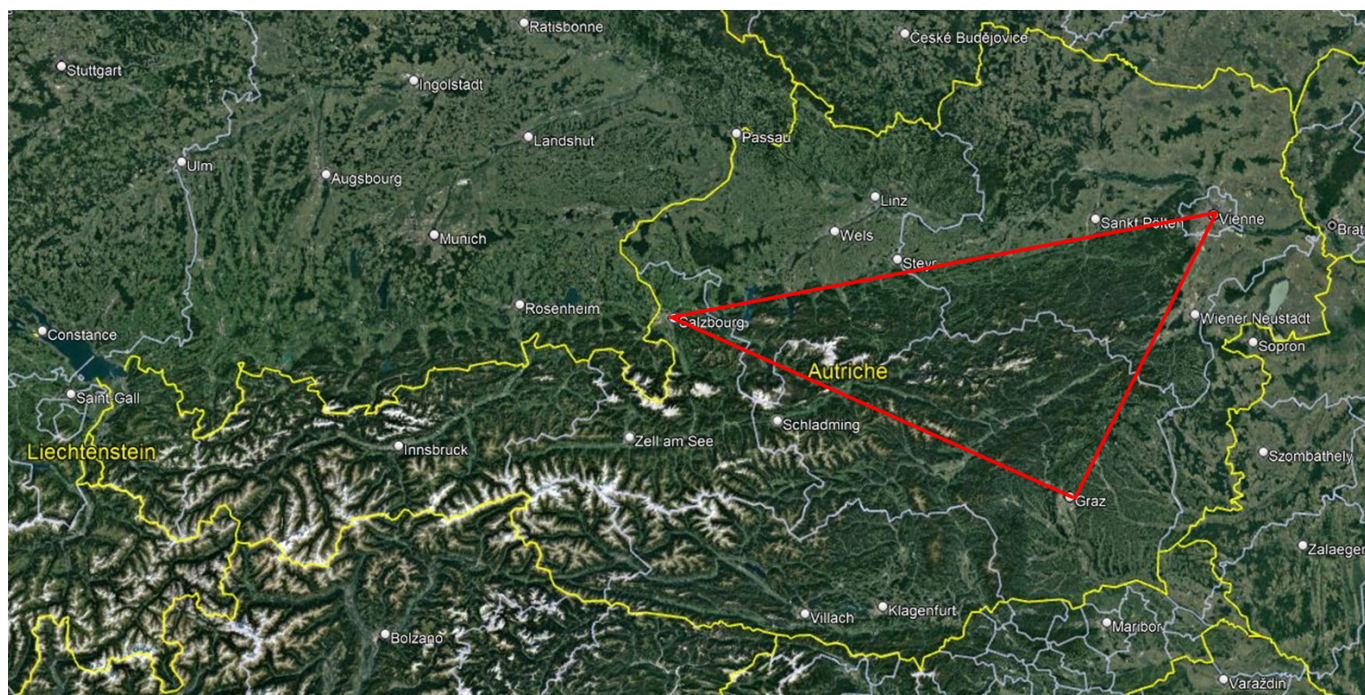 Ratisbonne
České Budějovice
Stuttgart
Ingolstadt
Passau
Landshut
Ulm
Augsbourg
Linz
Sankt Pölten
Vienne
Wels
Munich
Steyr
Rosenheim
Salzbourg
Wiener Neustadt
Constance
Sopron
Autriche
Saint-Gall
Schladming
Zell am See
Innsbruck
Liechtenstein
Szombathely
Graz
Klagenfurt
Villach
Maribor
Bolzano
Varaždin